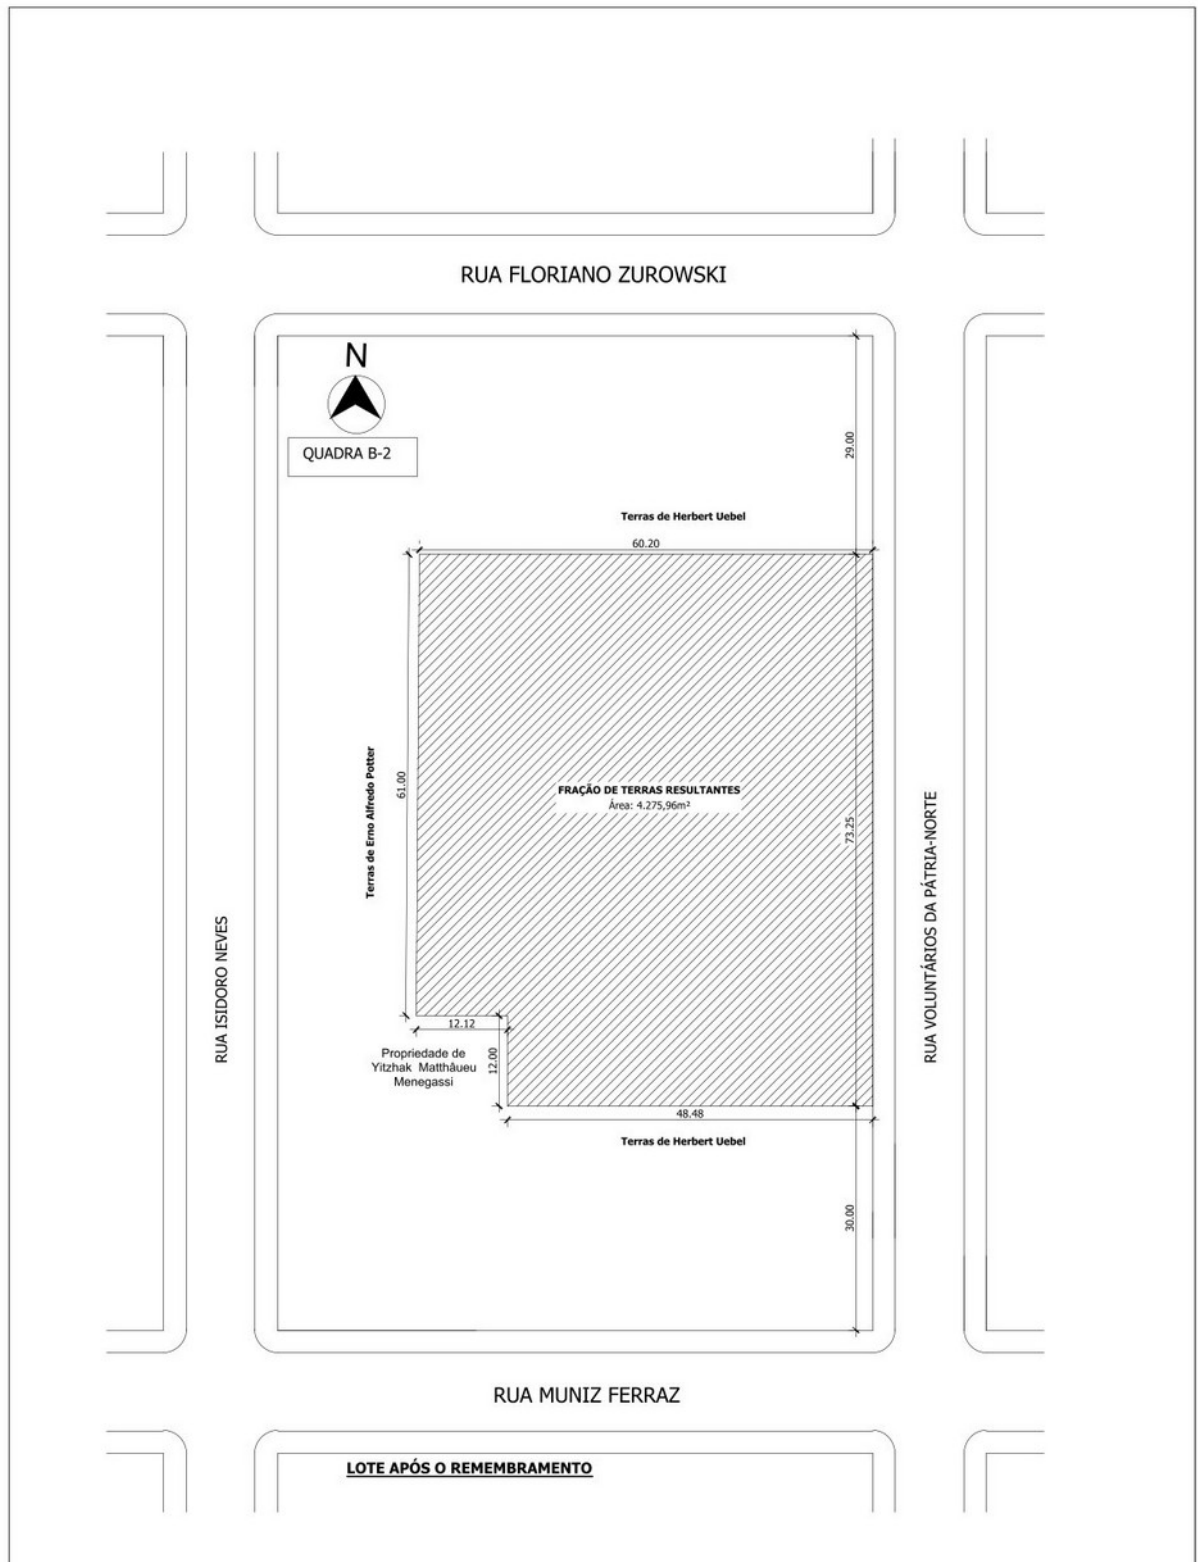 RUA FLORIANO ZUROWSKI
N
QUADRA B-2
29.00
Terras de Herbert Uebel
60.20
Terras de Erno Alfredo Potter
61.00
FRAÇÃO DE TERRAS RESULTANTES
Área: 4.275,96m²
73.25
RUA ISIDORO NEVES
RUA VOLUNTÁRIOS DA PÁTRIA-NORTE
12.12
Propriedade de
Yitzhak Matthâueu
Menegassi
12.00
48.48
Terras de Herbert Uebel
30.00
RUA MUNIZ FERRAZ
LOTE APÓS O REMEMBRAMENTO